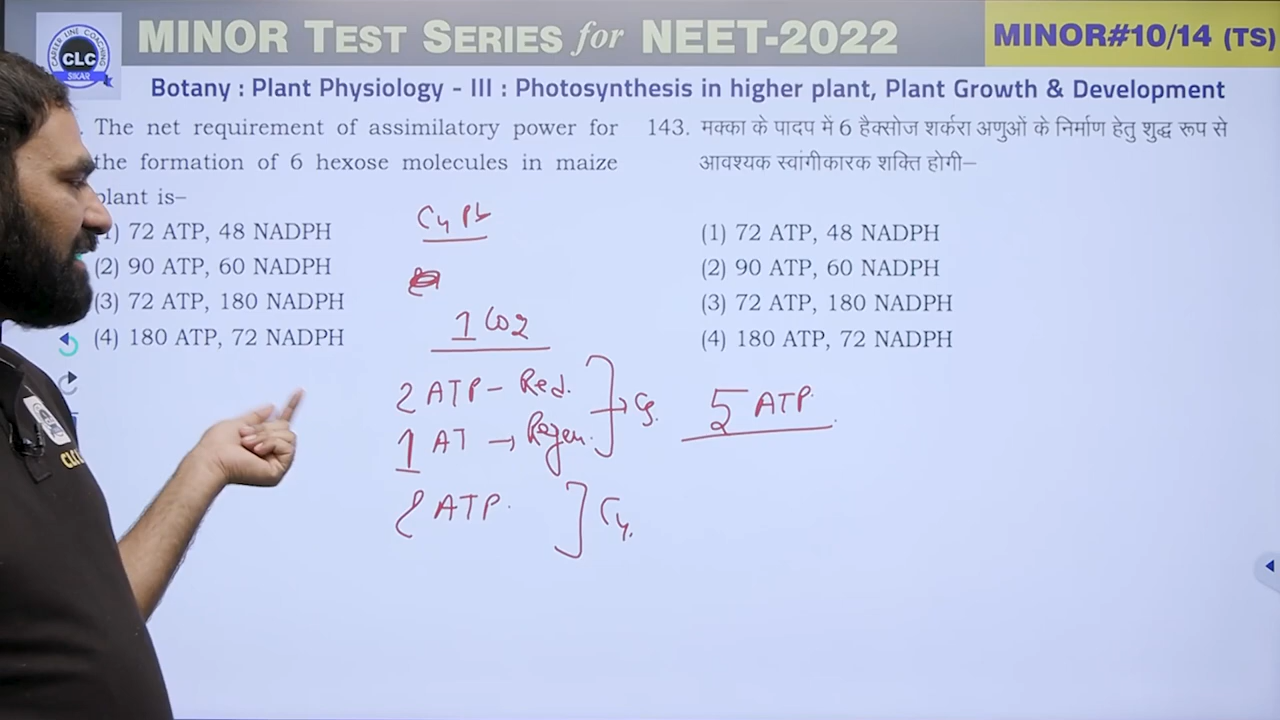 CAREER LINE COACHING
CLC
SIKAR
MINOR TEST SERIES for NEET-2022
MINOR#10/14 (TS)
Botany : Plant Physiology - III : Photosynthesis in higher plant, Plant Growth & Development
The net requirement of assimilatory power for
the formation of 6 hexose molecules in maize
plant is–
1) 72 ATP, 48 NADPH
(2) 90 ATP, 60 NADPH
(3) 72 ATP, 180 NADPH
(4) 180 ATP, 72 NADPH
143. मक्का के पादप में 6 हैक्सोज शर्करा अणुओं के निर्माण हेतु शुद्ध रूप से
आवश्यक स्वांगीकारक शक्ति होगी–
(1) 72 ATP, 48 NADPH
(2) 90 ATP, 60 NADPH
(3) 72 ATP, 180 NADPH
(4) 180 ATP, 72 NADPH
C4 Pl
1 CO2
2 ATP – Red.
1 AT → Regen.
C3.
5 ATP.
2 ATP.
C4.
CLC